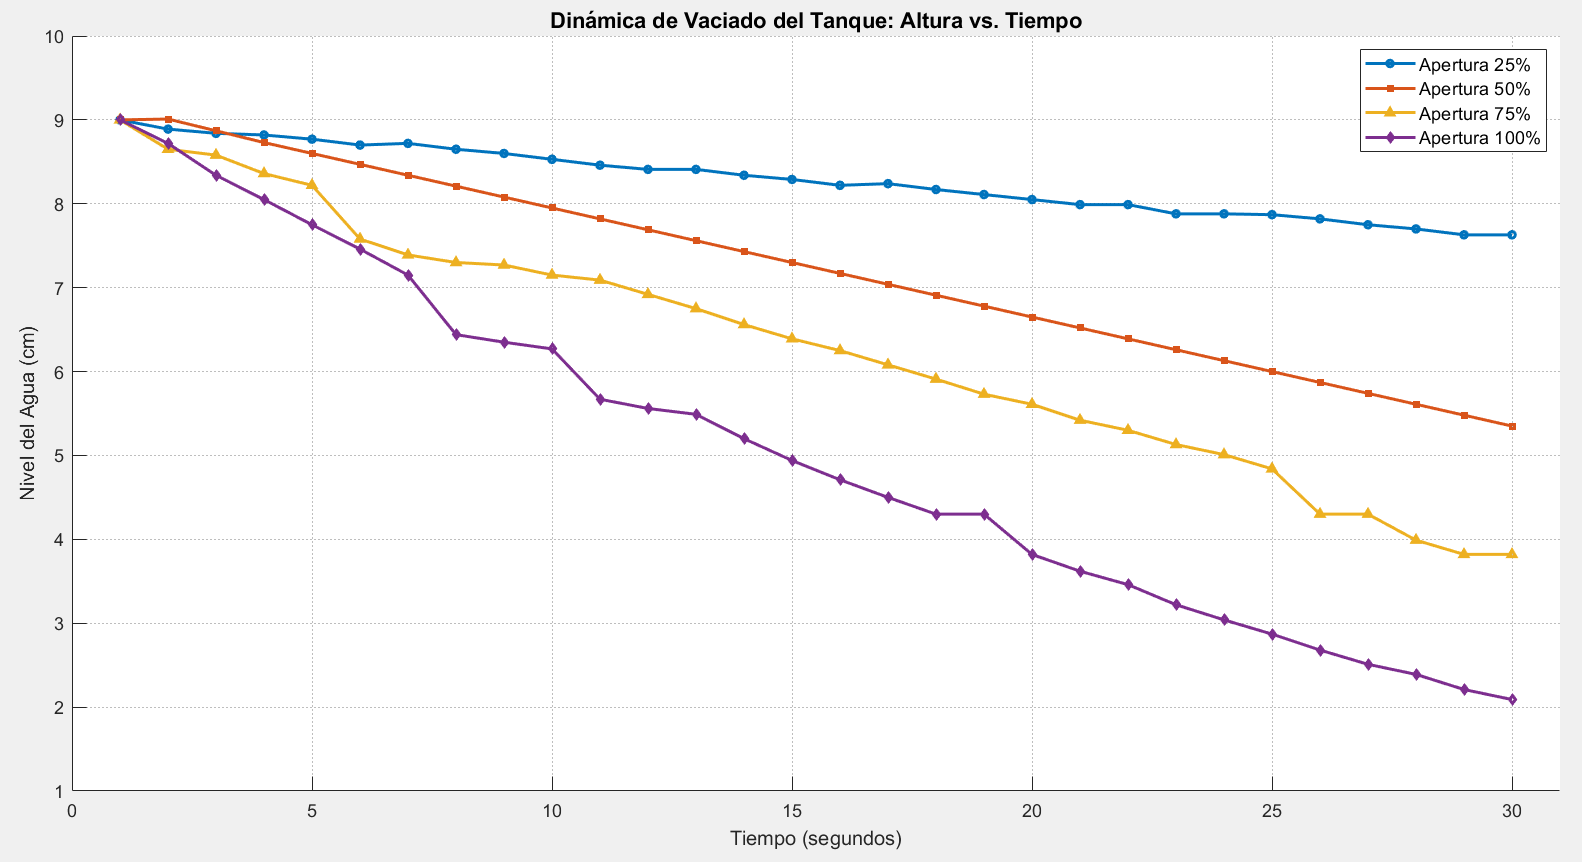 Dinámica de Vaciado del Tanque: Altura vs. Tiempo
Apertura 25%
Apertura 50%
Apertura 75%
Apertura 100%
Nivel del Agua (cm)
10
9
8
7
6
5
4
3
2
1
0
5
10
15
20
25
30
Tiempo (segundos)